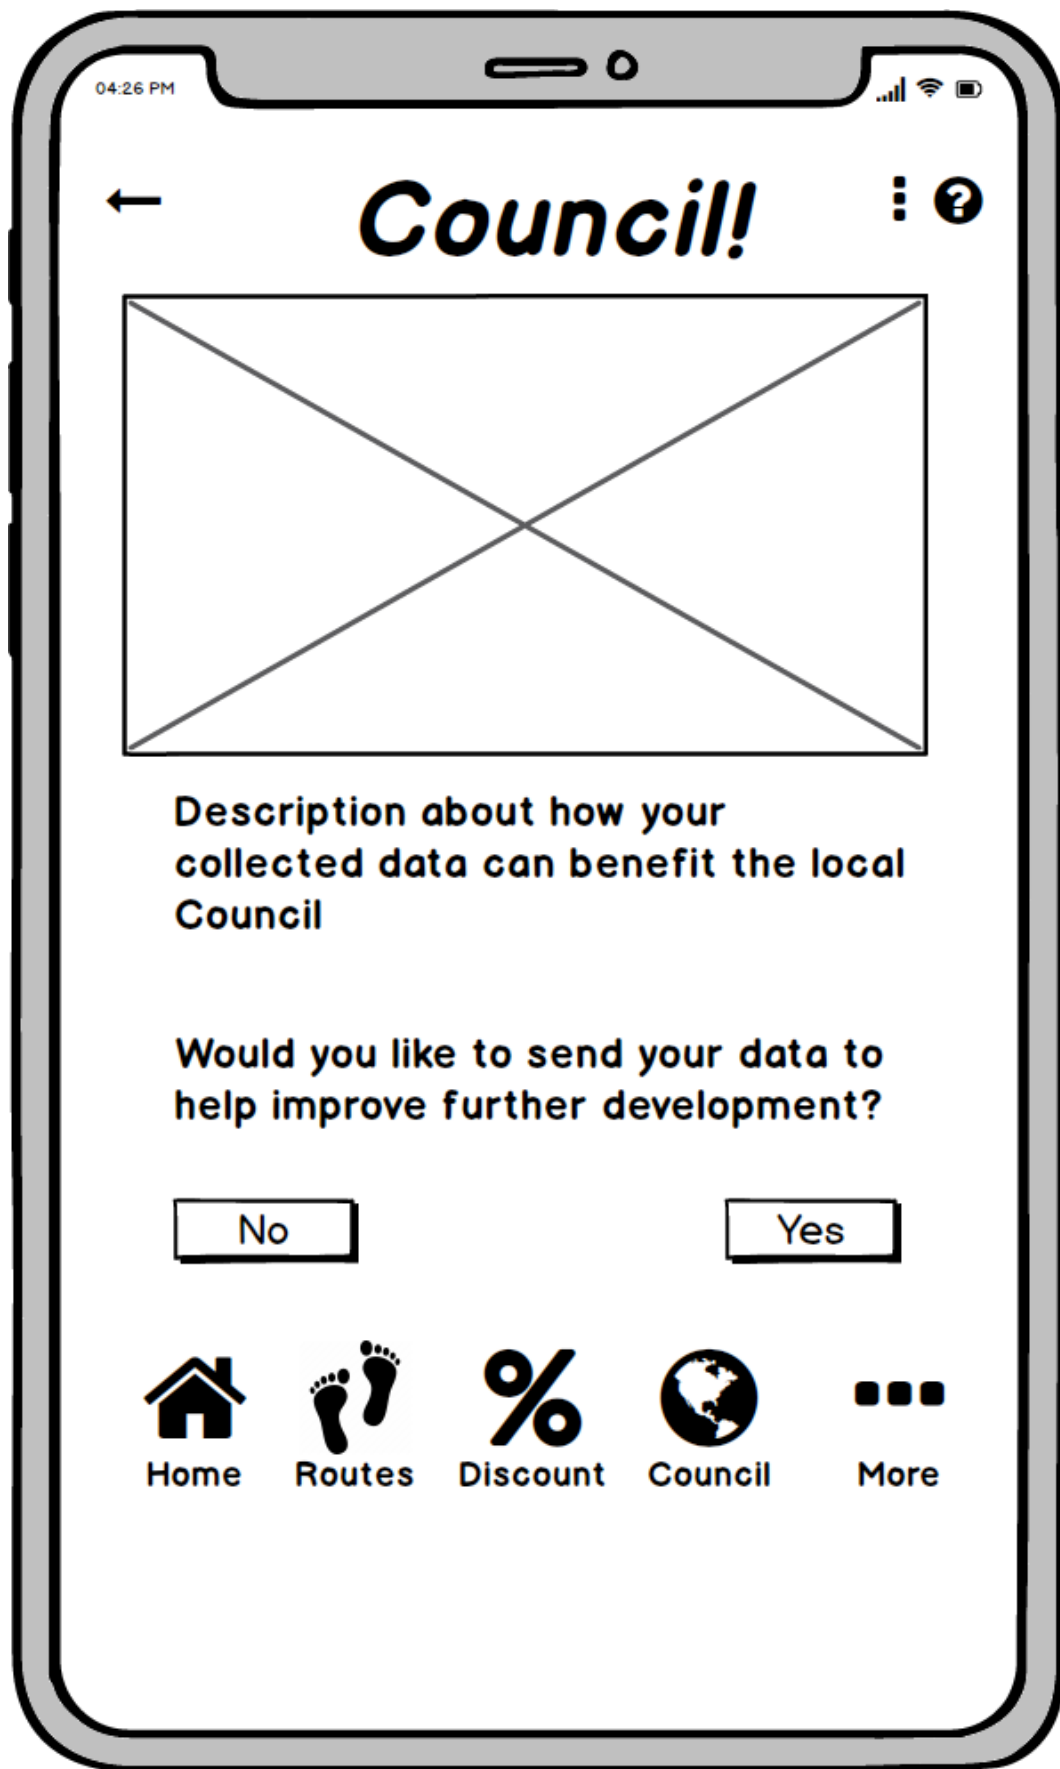 04:26 PM
Council!
Description about how your
collected data can benefit the local
Council
Would you like to send your data to
help improve further development?
No
Yes
Home
Routes
Discount
Council
More